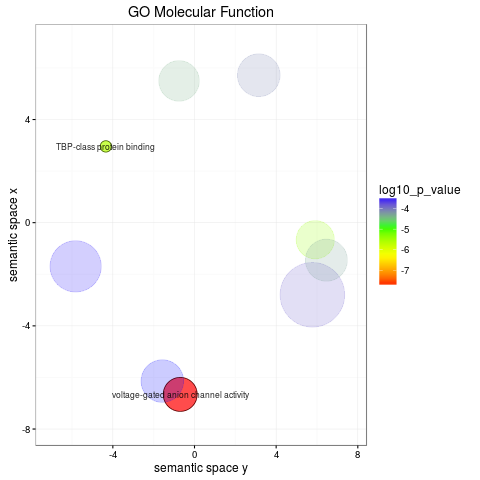 GO Molecular Function
semantic space x
4
0
-4
-8
TBP-class protein binding
voltage-gated anion channel activity
-4
0
4
8
semantic space y
log10_p_value
-4
-5
-6
-7